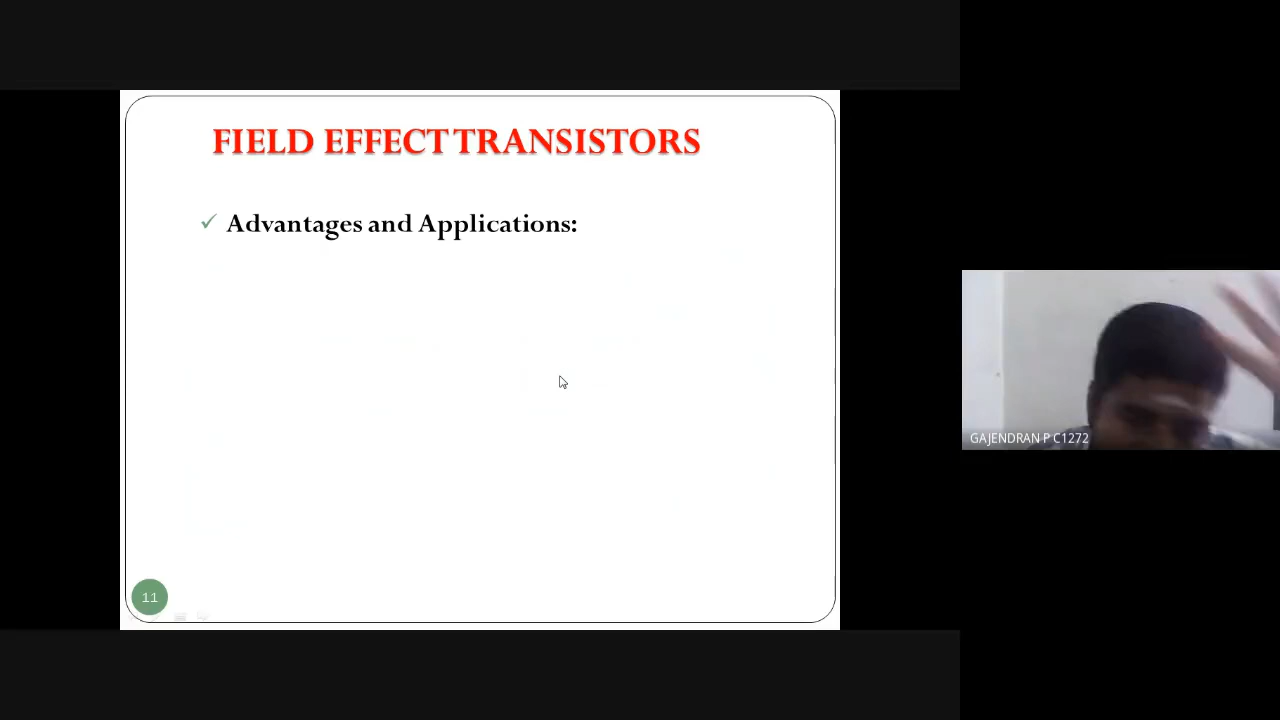 FIELD EFFECT TRANSISTORS
✓ Advantages and Applications:
11
GAJENDRAN P C1272